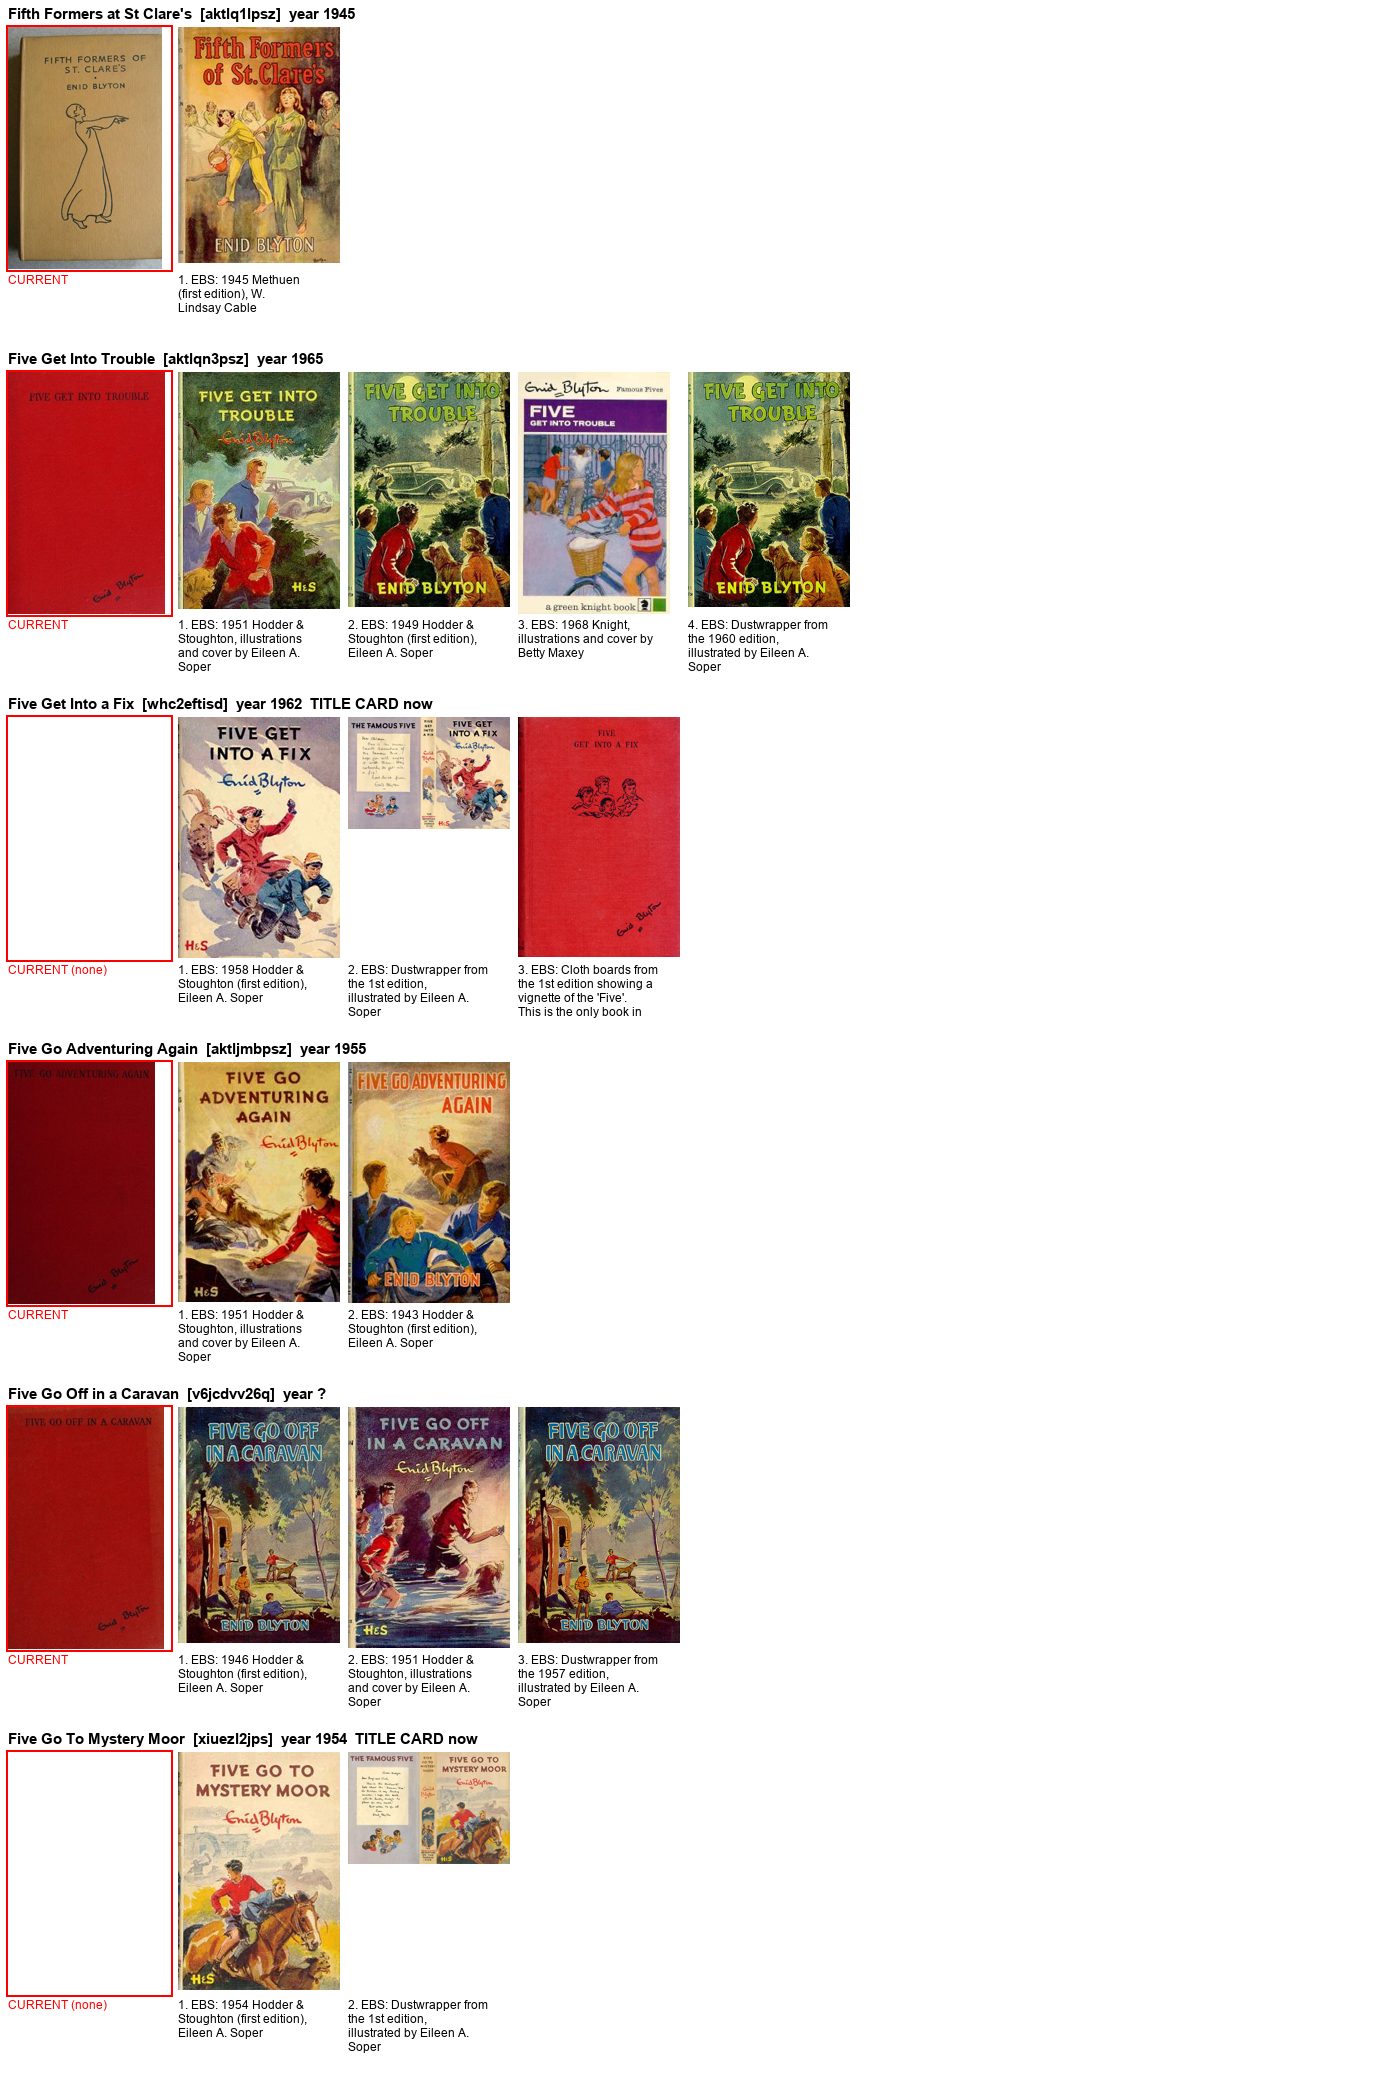 Fifth Formers at St Clare's [aktlq1lpsz] year 1945
FIFTH FORMERS OF
ST. CLARE'S
ENID BLYTON
Fifth Formers
of St. Clare's
ENID BLYTON
CURRENT
1. EBS: 1945 Methuen
(first edition), W.
Lindsay Cable
Five Get Into Trouble [aktlqn3psz] year 1965
FIVE GET INTO TROUBLE
Enid Blyton
FIVE GET INTO
TROUBLE
Enid Blyton
H&S
FIVE GET INTO
TROUBLE
ENID BLYTON
Enid Blyton Famous Fives
FIVE
GET INTO TROUBLE
a green knight book
FIVE GET INTO
TROUBLE
ENID BLYTON
CURRENT
1. EBS: 1951 Hodder &
Stoughton, illustrations
and cover by Eileen A.
Soper
2. EBS: 1949 Hodder &
Stoughton (first edition),
Eileen A. Soper
3. EBS: 1968 Knight,
illustrations and cover by
Betty Maxey
4. EBS: Dustwrapper from
the 1960 edition,
illustrated by Eileen A.
Soper
Five Get Into a Fix [whc2eftisd] year 1962 TITLE CARD now
FIVE GET
INTO A FIX
Enid Blyton
H&S
THE FAMOUS FIVE
FIVE GET
INTO A FIX
Enid Blyton
H&S
FIVE
GET INTO A FIX
Enid Blyton
CURRENT (none)
1. EBS: 1958 Hodder &
Stoughton (first edition),
Eileen A. Soper
2. EBS: Dustwrapper from
the 1st edition,
illustrated by Eileen A.
Soper
3. EBS: Cloth boards from
the 1st edition showing a
vignette of the 'Five'.
This is the only book in
Five Go Adventuring Again [aktljmbpsz] year 1955
FIVE GO ADVENTURING AGAIN
Enid Blyton
FIVE GO
ADVENTURING
AGAIN
Enid Blyton
H&S
FIVE GO ADVENTURING
AGAIN
ENID BLYTON
CURRENT
1. EBS: 1951 Hodder &
Stoughton, illustrations
and cover by Eileen A.
Soper
2. EBS: 1943 Hodder &
Stoughton (first edition),
Eileen A. Soper
Five Go Off in a Caravan [v6jcdvv26q] year ?
FIVE GO OFF IN A CARAVAN
Enid Blyton
FIVE GO OFF
IN A CARAVAN
ENID BLYTON
FIVE GO OFF
IN A CARAVAN
Enid Blyton
H&S
FIVE GO OFF
IN A CARAVAN
ENID BLYTON
CURRENT
1. EBS: 1946 Hodder &
Stoughton (first edition),
Eileen A. Soper
2. EBS: 1951 Hodder &
Stoughton, illustrations
and cover by Eileen A.
Soper
3. EBS: Dustwrapper from
the 1957 edition,
illustrated by Eileen A.
Soper
Five Go To Mystery Moor [xiuezl2jps] year 1954 TITLE CARD now
FIVE GO TO
MYSTERY MOOR
Enid Blyton
H&S
THE FAMOUS FIVE
FIVE GO TO
MYSTERY MOOR
Enid Blyton
H&S
CURRENT (none)
1. EBS: 1954 Hodder &
Stoughton (first edition),
Eileen A. Soper
2. EBS: Dustwrapper from
the 1st edition,
illustrated by Eileen A.
Soper